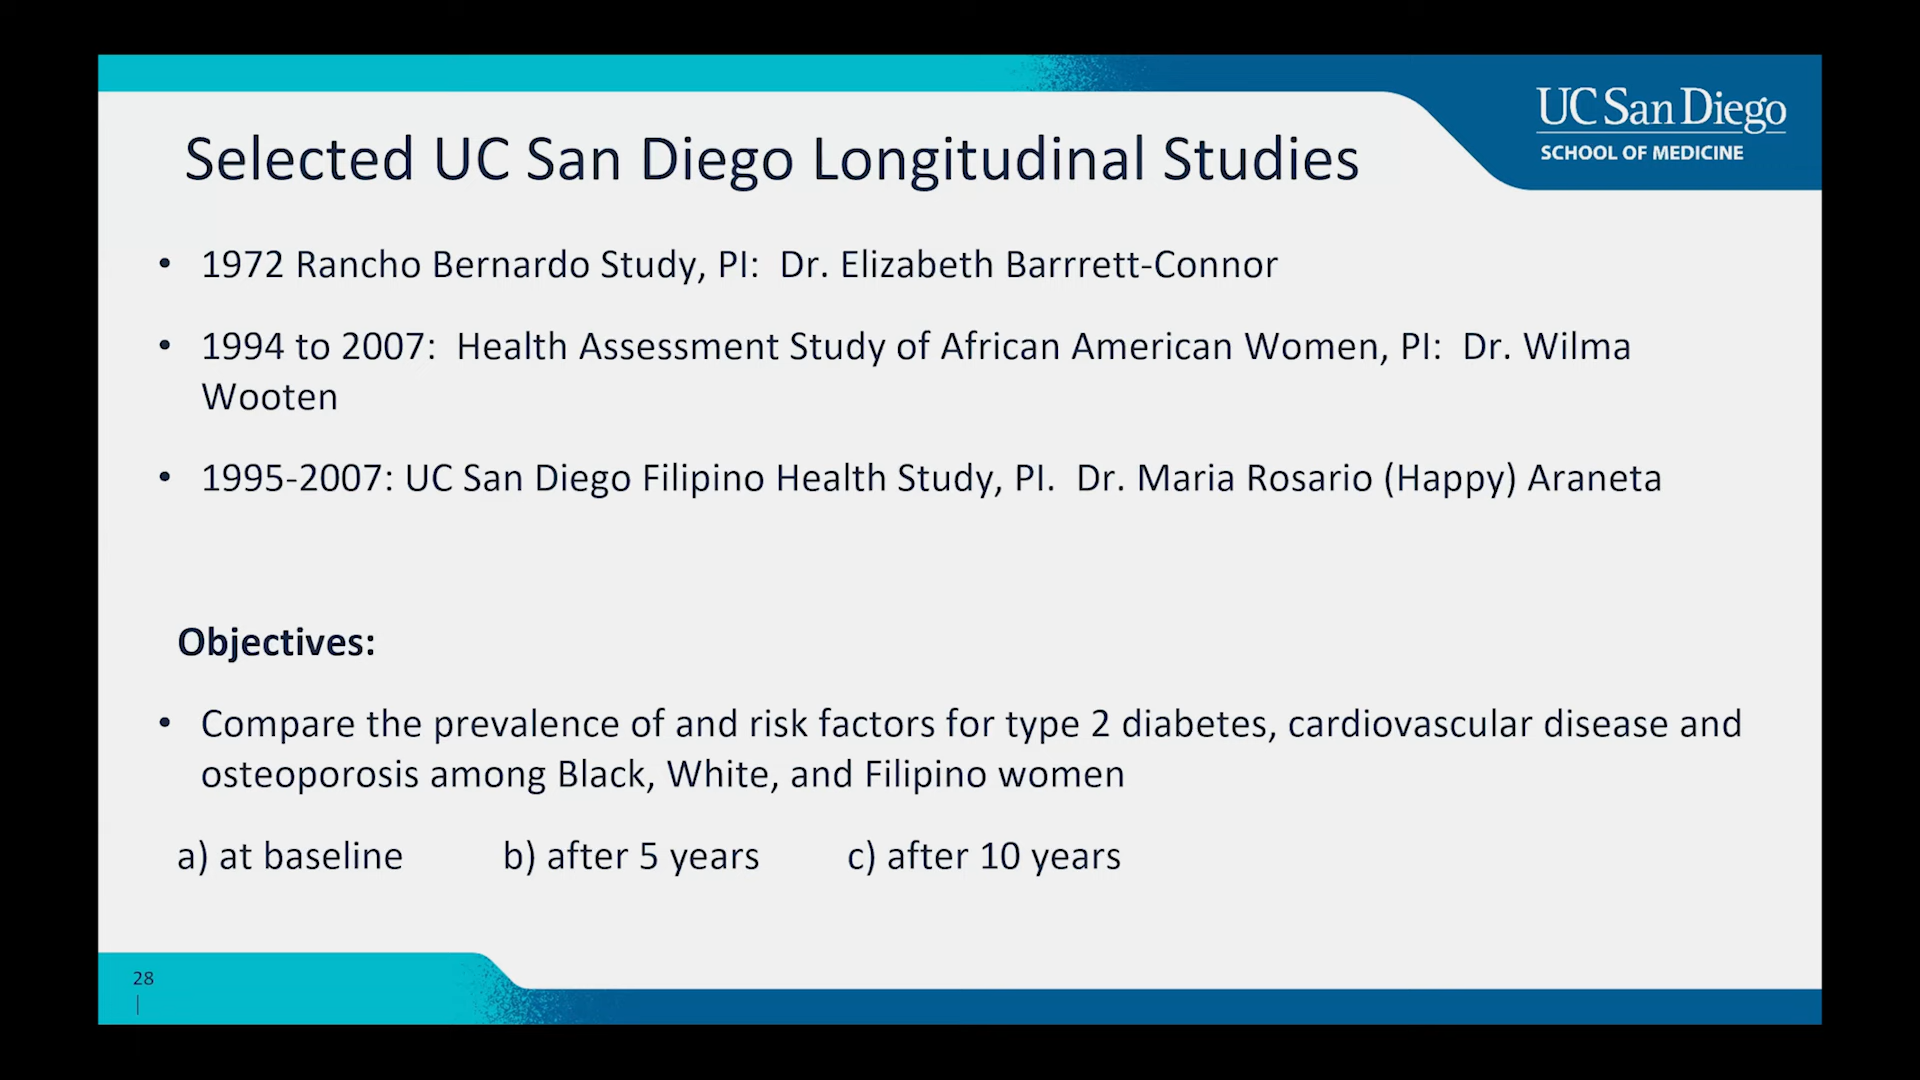 UC San Diego
SCHOOL OF MEDICINE
Selected UC San Diego Longitudinal Studies
• 1972 Rancho Bernardo Study, PI:  Dr. Elizabeth Barrrett-Connor
• 1994 to 2007:  Health Assessment Study of African American Women, PI:  Dr. Wilma
Wooten
• 1995-2007: UC San Diego Filipino Health Study, PI.  Dr. Maria Rosario (Happy) Araneta
Objectives:
• Compare the prevalence of and risk factors for type 2 diabetes, cardiovascular disease and
osteoporosis among Black, White, and Filipino women
a) at baseline b) after 5 years c) after 10 years
28
|